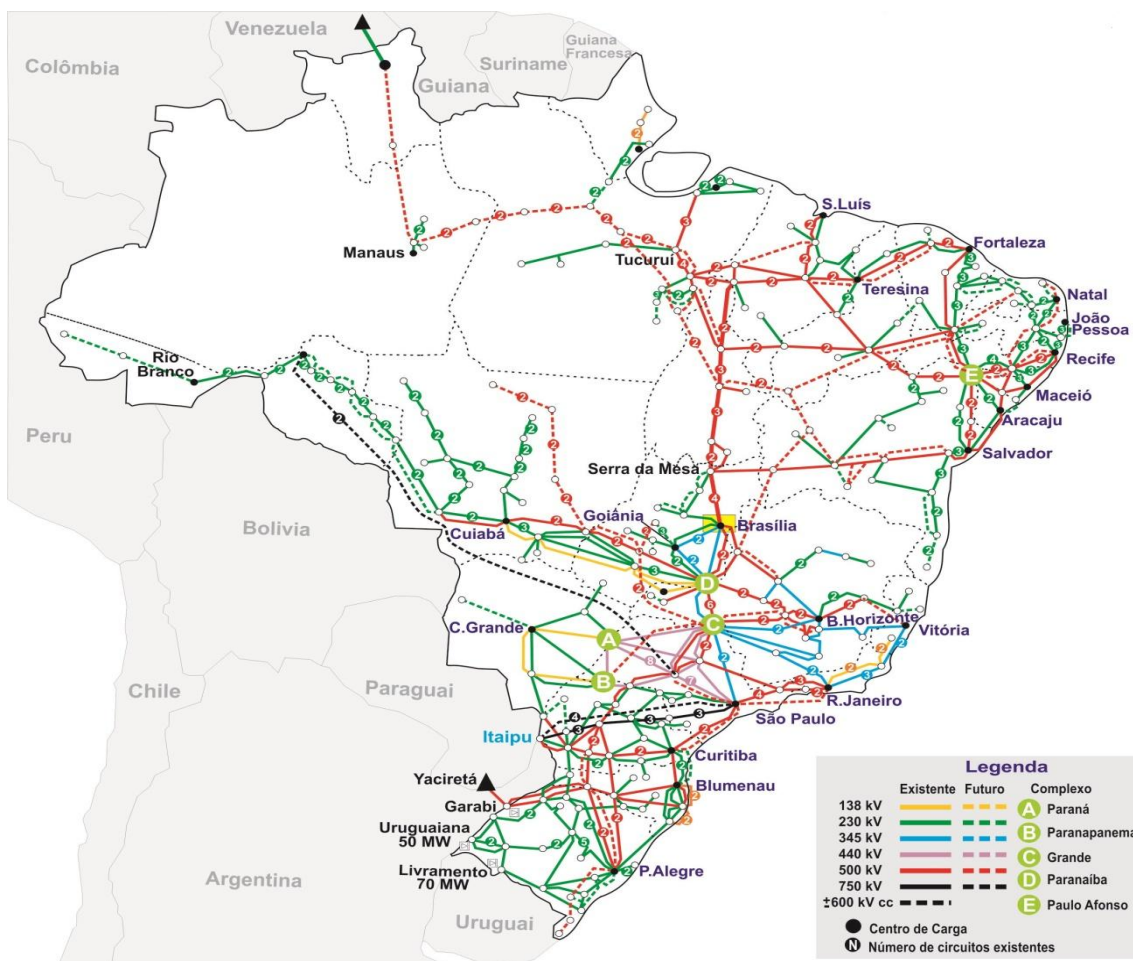 Venezuela
Guiana
Francesa
Suriname
Colômbia
Guiana
S.Luís
Manaus
Tucuruí
Fortaleza
Teresina
Natal
João
Pessoa
Rio
Branco
Recife
E
Maceió
Peru
Aracaju
Serra da Mesa
Salvador
Bolivia
Goiânia
Brasília
Cuiabá
D
C.Grande
A
C
B.Horizonte
Vitória
B
Chile
Paraguai
R.Janeiro
São Paulo
Itaipu
Curitiba
Yaciretá
Blumenau
Garabi
Uruguaiana
50 MW
Livramento
70 MW
P.Alegre
Argentina
Uruguai
Legenda
Existente Futuro Complexo
138 kV A Paraná
230 kV B Paranapanema
345 kV C Grande
440 kV D Paranaíba
500 kV E Paulo Afonso
750 kV
±600 kV cc
Centro de Carga
N Número de circuitos existentes